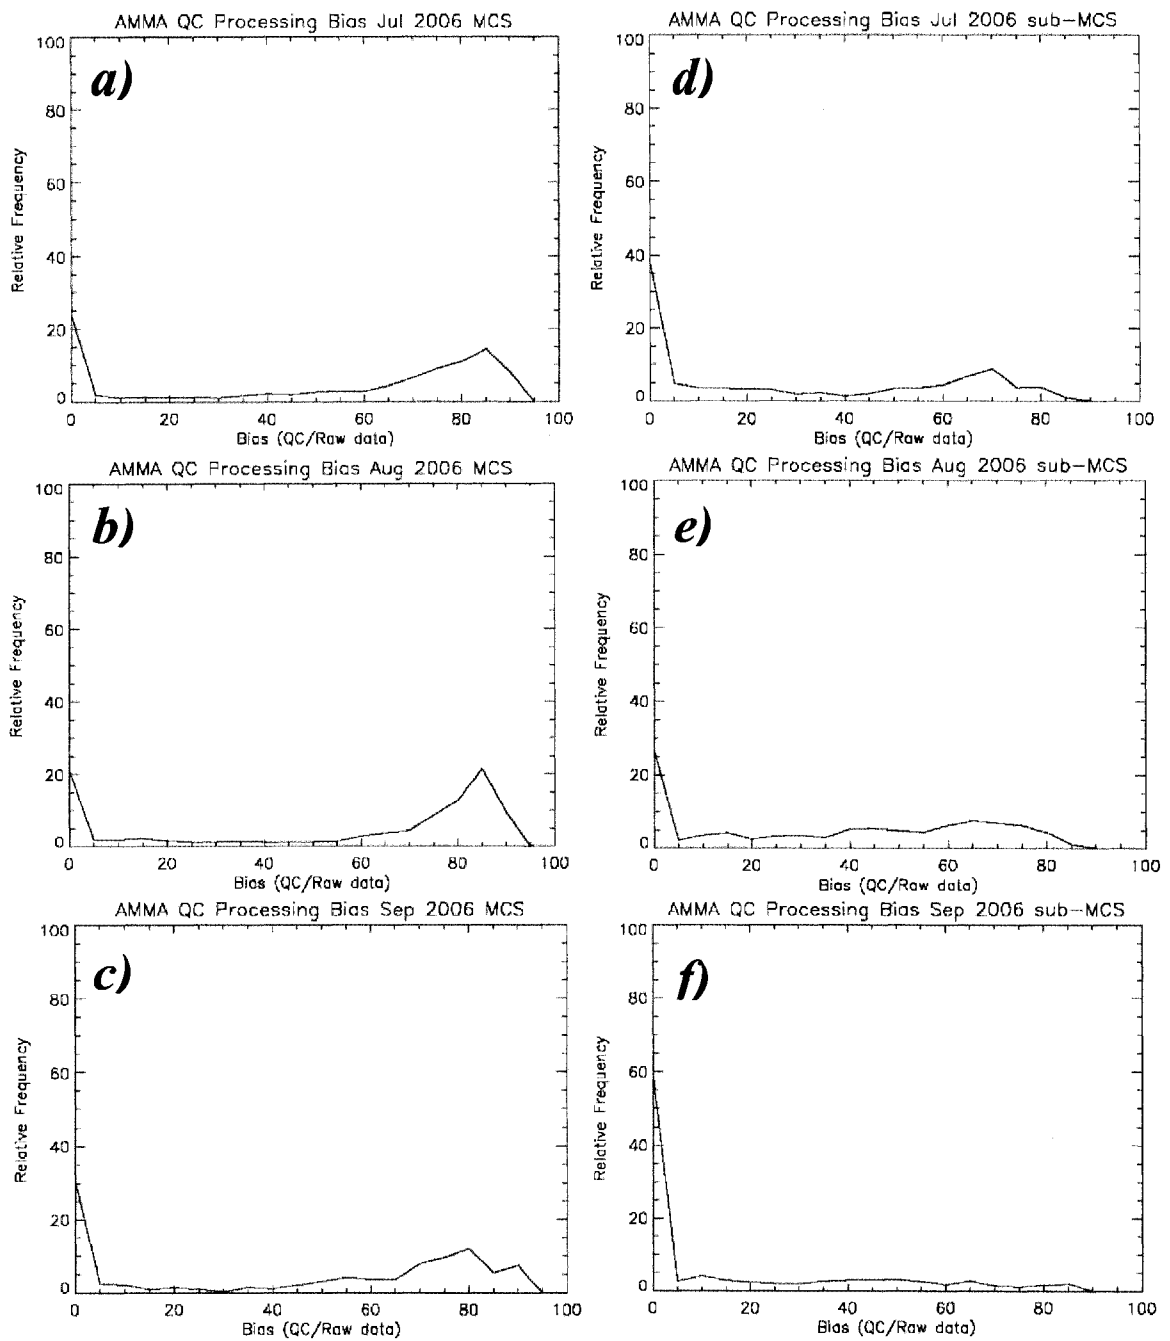 AMMA QC Processing Bias Jul 2006 MCS
a)
100
80
60
40
20
0
Relative Frequency
0 20 40 60 80 100
Bias (QC/Raw data)
AMMA QC Processing Bias Jul 2006 sub-MCS
d)
100
80
60
40
20
0
Relative Frequency
0 20 40 60 80 100
Bias (QC/Raw data)
AMMA QC Processing Bias Aug 2006 MCS
b)
100
80
60
40
20
0
Relative Frequency
0 20 40 60 80 100
Bias (QC/Raw data)
AMMA QC Processing Bias Aug 2006 sub-MCS
e)
100
80
60
40
20
0
Relative Frequency
0 20 40 60 80 100
Bias (QC/Raw data)
AMMA QC Processing Bias Sep 2006 MCS
c)
100
80
60
40
20
0
Relative Frequency
0 20 40 60 80 100
Bias (QC/Raw data)
AMMA QC Processing Bias Sep 2006 sub-MCS
f)
100
80
60
40
20
0
Relative Frequency
0 20 40 60 80 100
Bias (QC/Raw data)